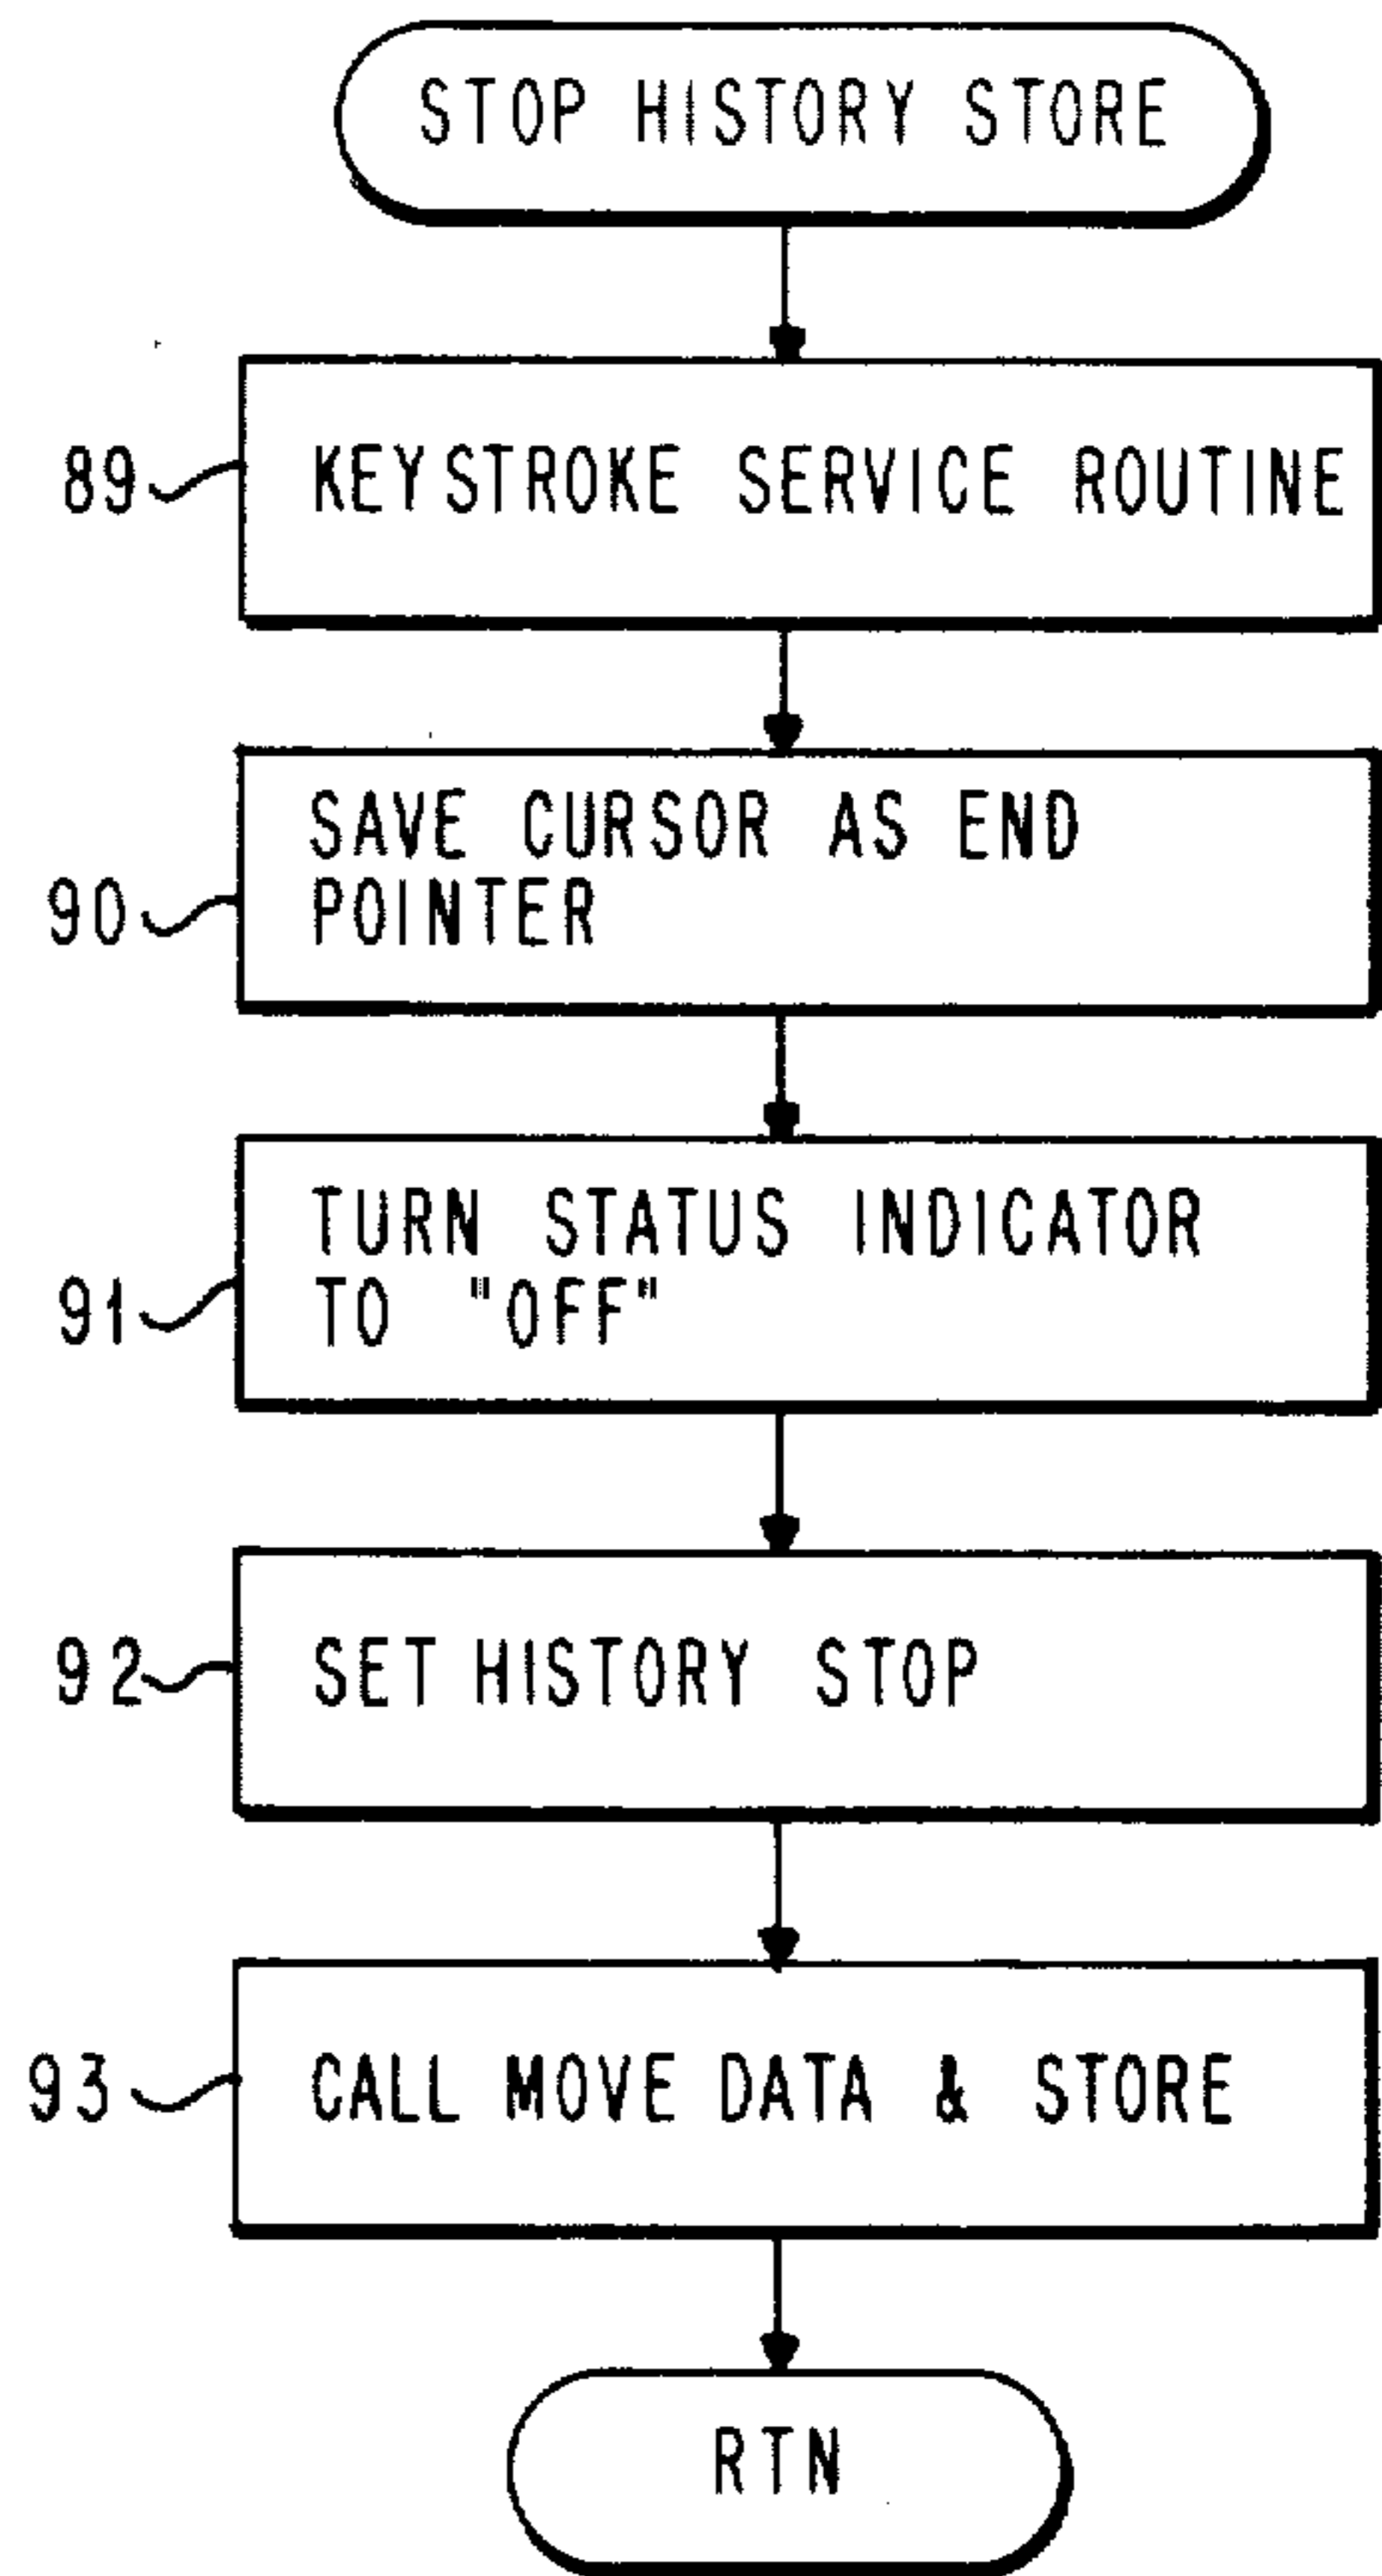 STOP HISTORY STORE
89 KEYSTROKE SERVICE ROUTINE
SAVE CURSOR AS END
90 POINTER
TURN STATUS INDICATOR
91 TO "OFF"
92 SET HISTORY STOP
93 CALL MOVE DATA & STORE
RTN